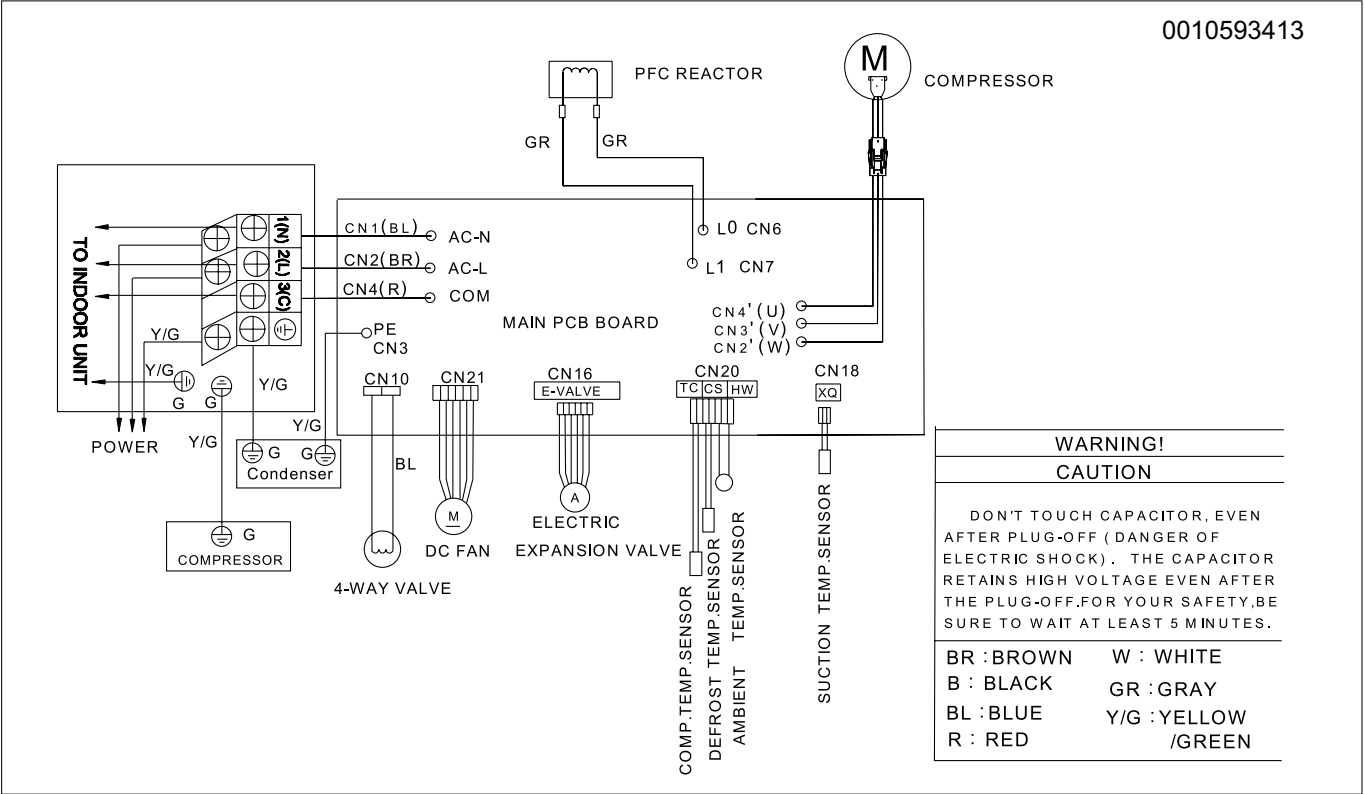 0010593413
PFC REACTOR
M
COMPRESSOR
GR
GR
TO INDOOR UNIT
1(N) 2(L) 3(C)
CN1(BL)
AC-N
CN2(BR)
AC-L
CN4(R)
COM
L0 CN6
L1 CN7
MAIN PCB BOARD
CN4'(U)
CN3'(V)
CN2'(W)
PE
CN3
Y/G
Y/G
Y/G
G
G
Y/G
Y/G
POWER
G
G
Condenser
G
COMPRESSOR
CN10
BL
4-WAY VALVE
CN21
M
DC FAN
CN16
E-VALVE
A
ELECTRIC
EXPANSION VALVE
CN20
TC CS HW
COMP.TEMP.SENSOR
DEFROST TEMP.SENSOR
AMBIENT TEMP.SENSOR
CN18
XQ
SUCTION TEMP.SENSOR
WARNING!
CAUTION
DON'T TOUCH CAPACITOR, EVEN
AFTER PLUG-OFF ( DANGER OF
ELECTRIC SHOCK). THE CAPACITOR
RETAINS HIGH VOLTAGE EVEN AFTER
THE PLUG-OFF.FOR YOUR SAFETY,BE
SURE TO WAIT AT LEAST 5 MINUTES.
BR : BROWN
W : WHITE
B : BLACK
GR : GRAY
BL : BLUE
Y/G : YELLOW
/GREEN
R : RED